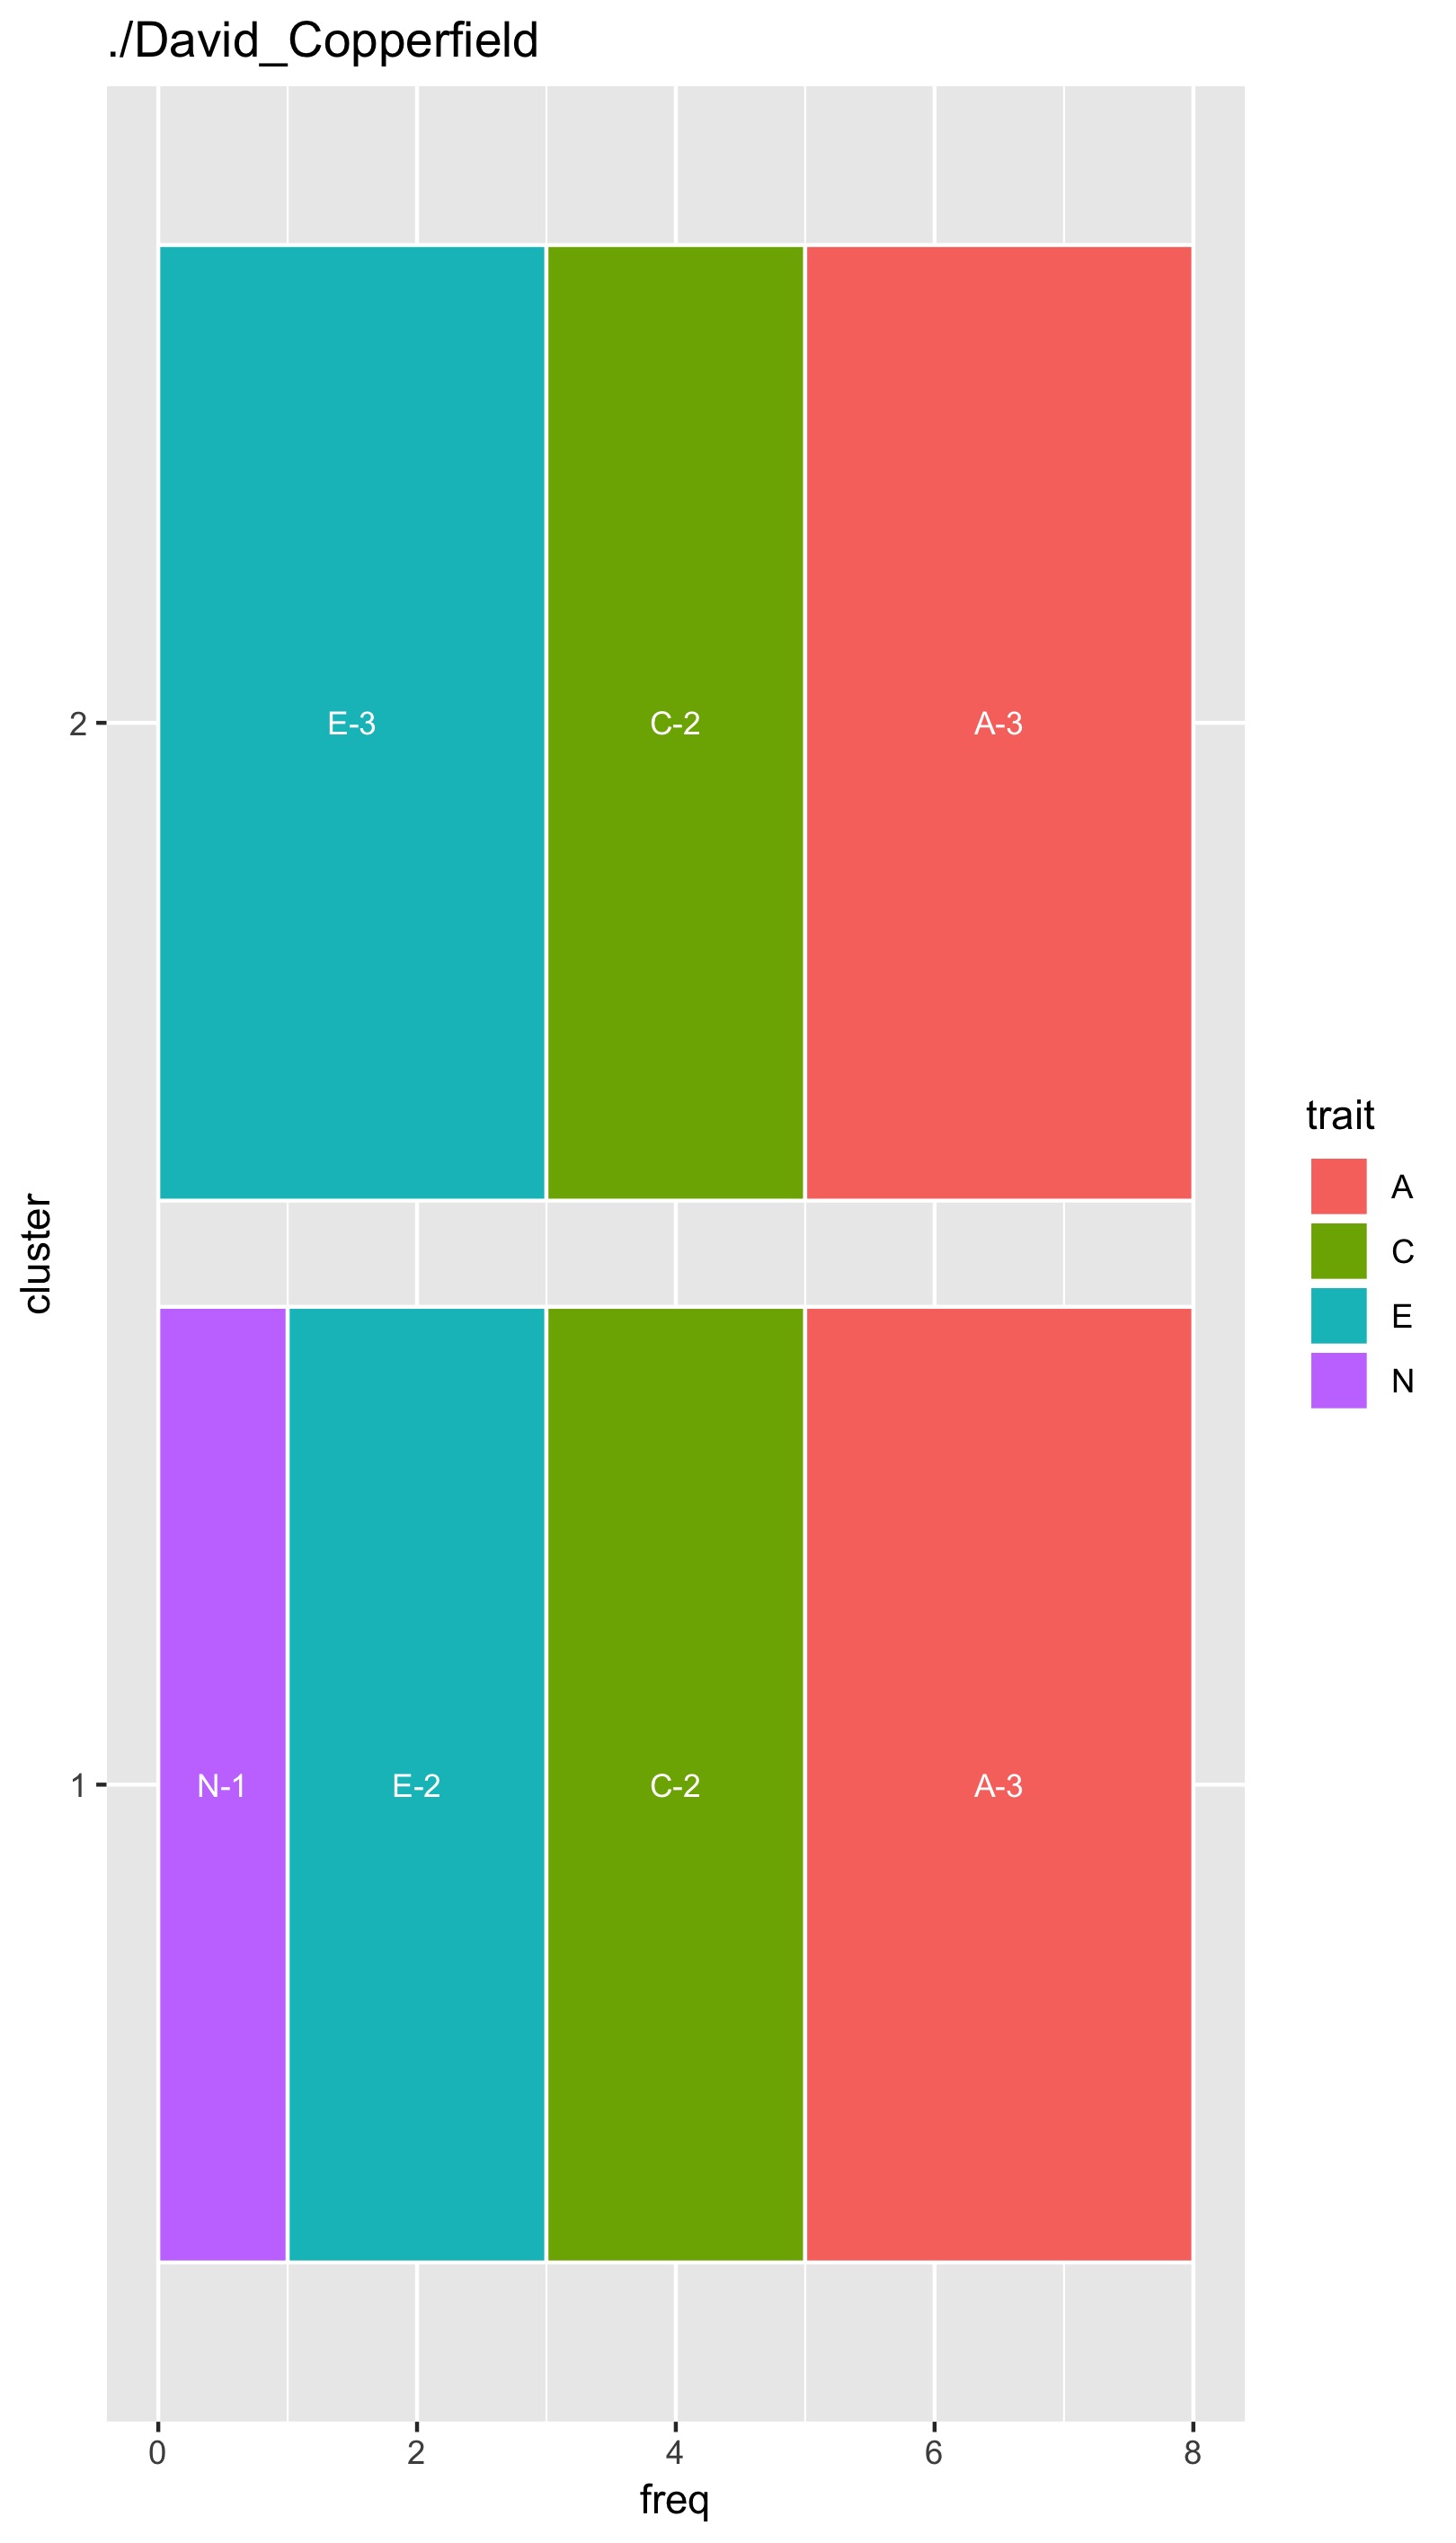 ./David_Copperfield
cluster
2
E-3
C-2
A-3
1
N-1
E-2
C-2
A-3
0
2
4
6
8
freq
trait
A
C
E
N